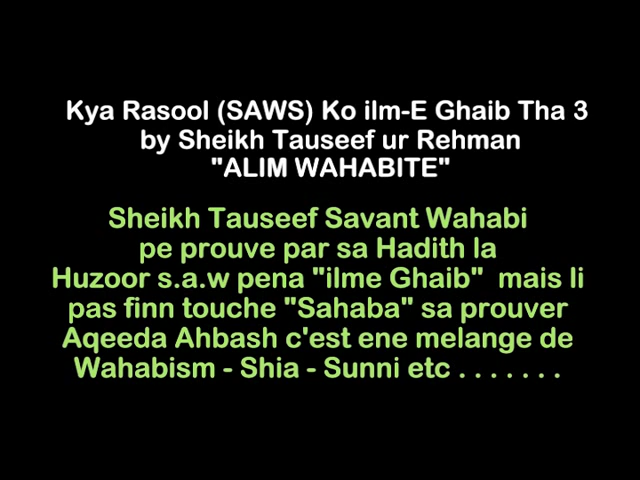 Kya Rasool (SAWS) Ko ilm-E Ghaib Tha 3
by Sheikh Tauseef ur Rehman
"ALIM WAHABITE"
Sheikh Tauseef Savant Wahabi
pe prouve par sa Hadith la
Huzoor s.a.w pena "ilme Ghaib" mais li
pas finn touche "Sahaba" sa prouver
Aqeeda Ahbash c'est ene melange de
Wahabism - Shia - Sunni etc . . . . . . .